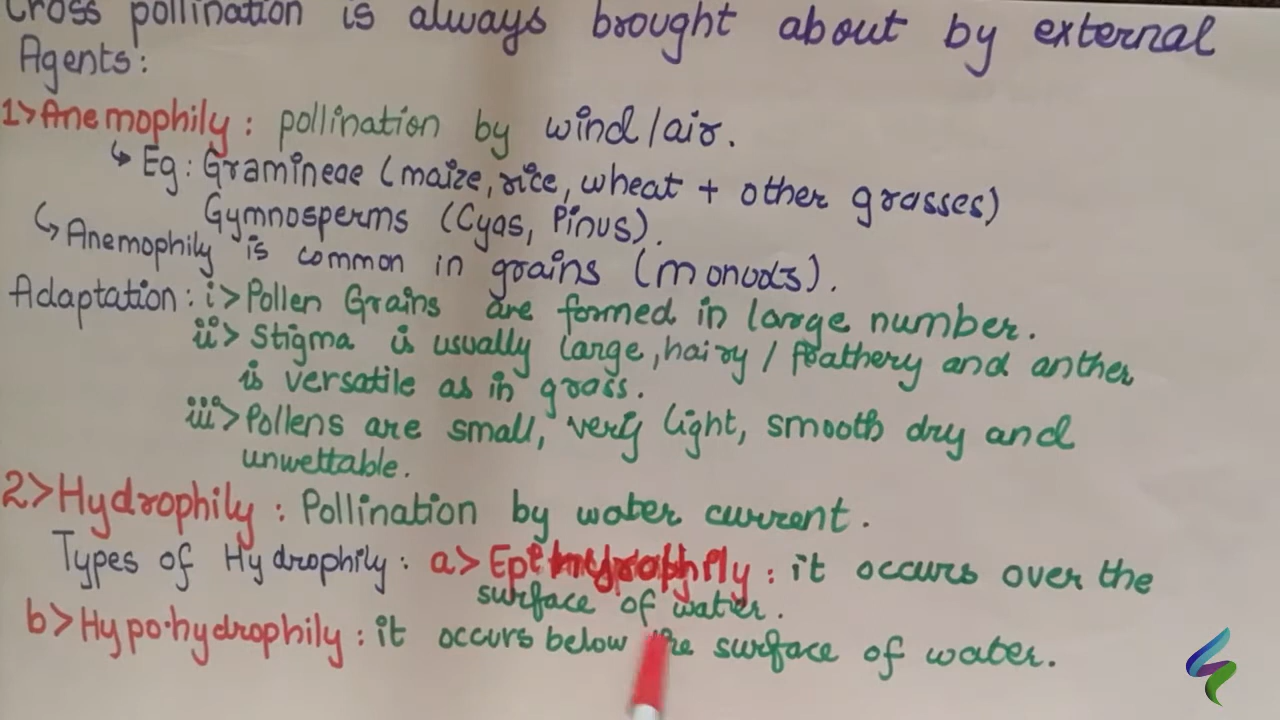 Cross pollination is always brought about by external
Agents:
1> Anemophily: pollination by wind/air.
↳ Eg: Gramineae (maize, rice, wheat + other grasses)
Gymnosperms (Cyas, Pinus).
↳ Anemophily is common in grains (monocots).
Adaptation: i> Pollen Grains are formed in large number.
ii> Stigma is usually large, hairy / feathery and anther
is versatile as in grass.
iii> Pollens are small, very light, smooth dry and
unwettable.
2> Hydrophily: Pollination by water current.
Types of Hydrophily: a> Epihydrophily: it occurs over the
surface of water.
b> Hypo·hydrophily: it occurs below the surface of water.